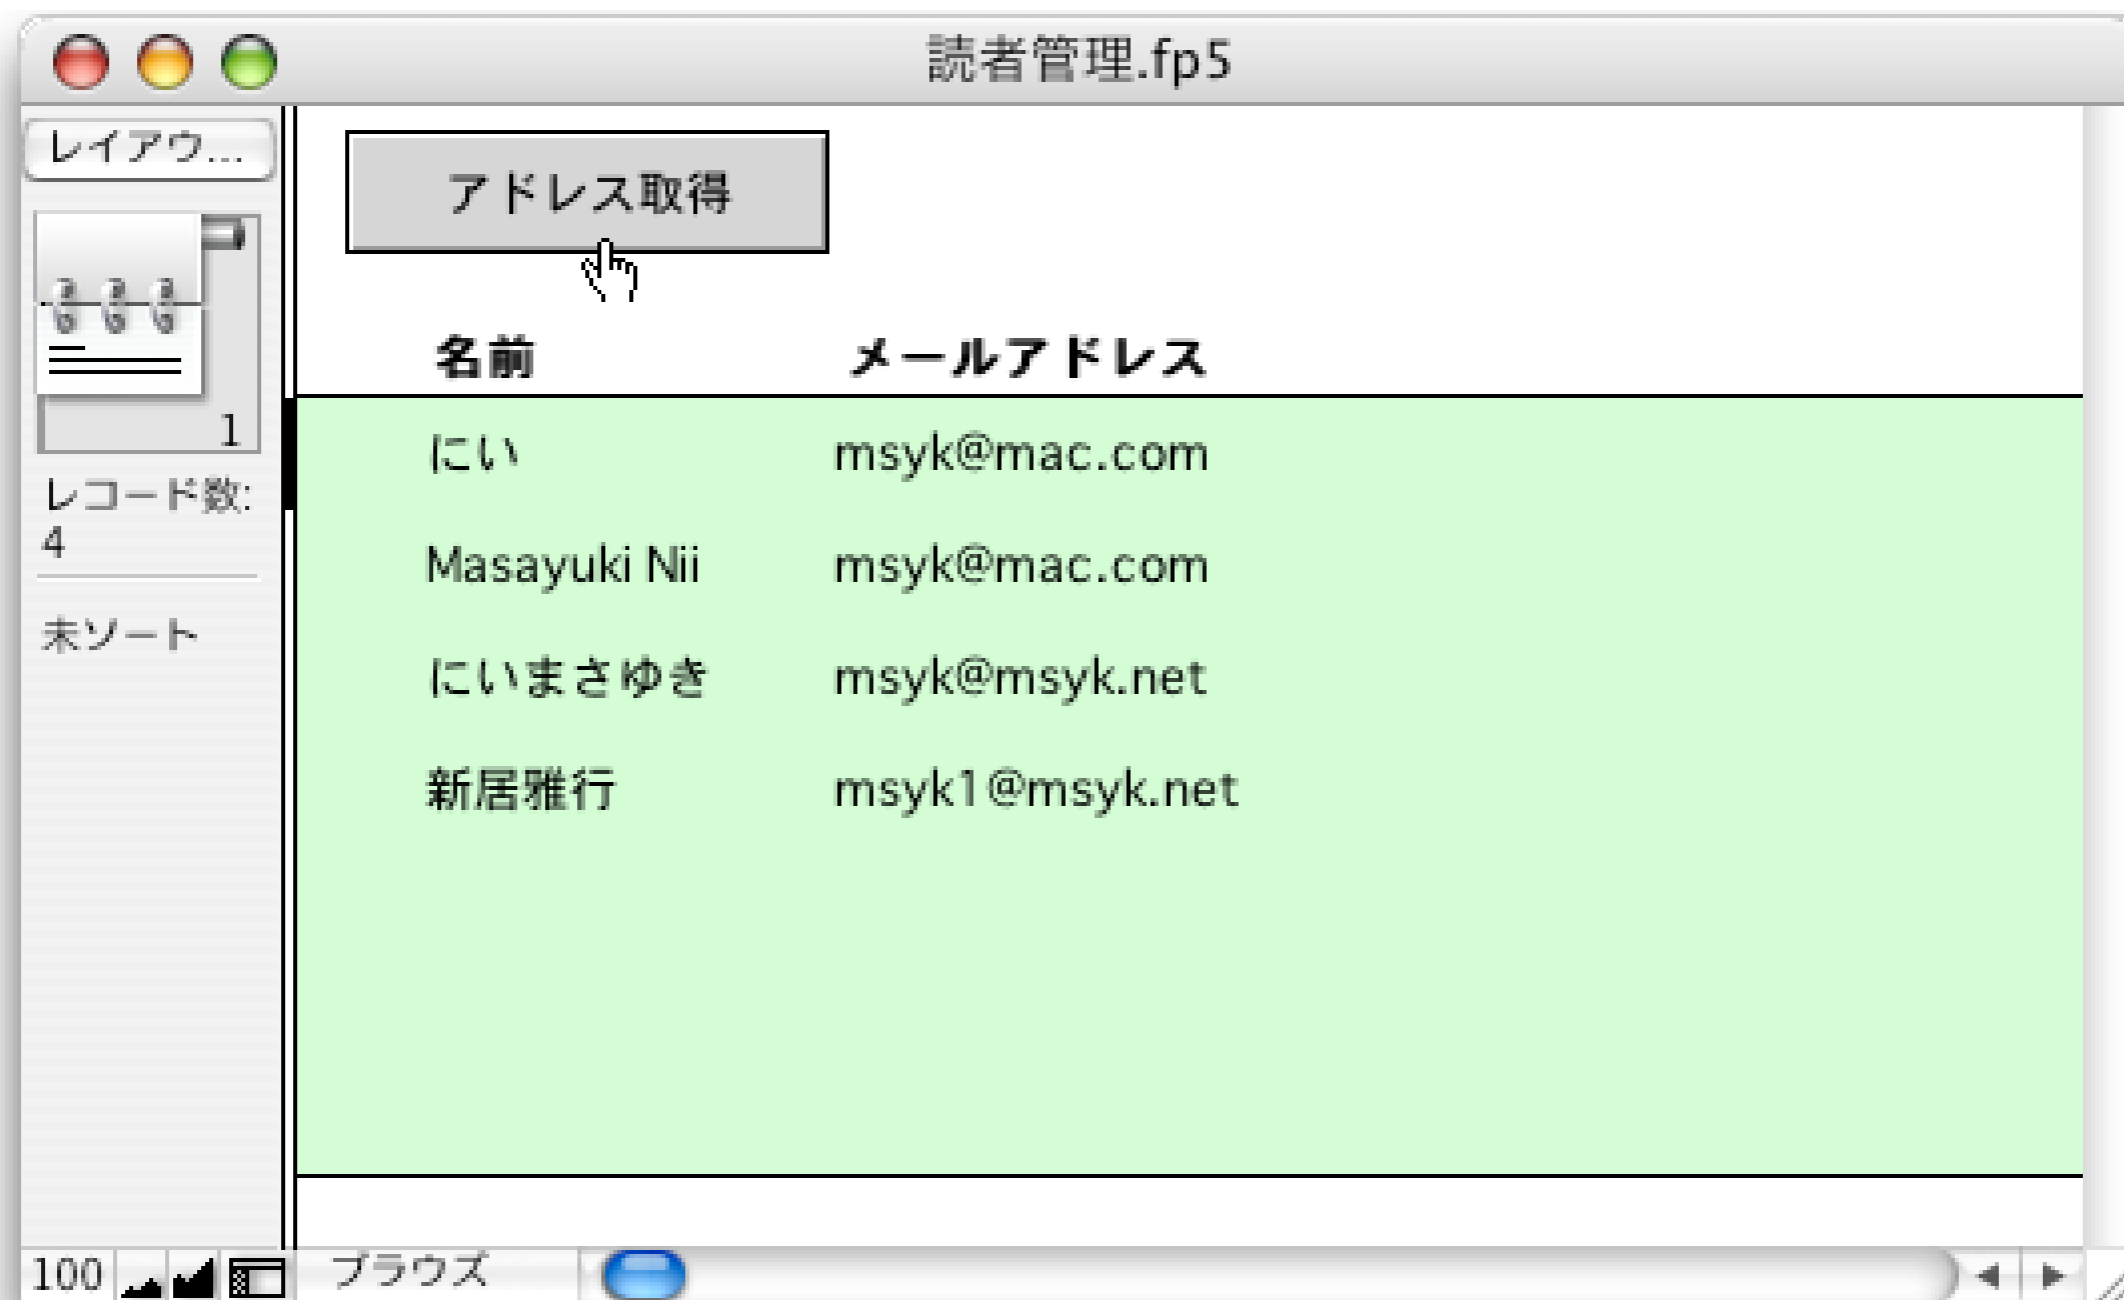 読者管理.fp5
レイアウ...
アドレス取得
名前 メールアドレス
1
レコード数:
4
未ソート
にい msyk@mac.com
Masayuki Nii msyk@mac.com
にいまさゆき msyk@msyk.net
新居雅行 msyk1@msyk.net
100 ブラウズ